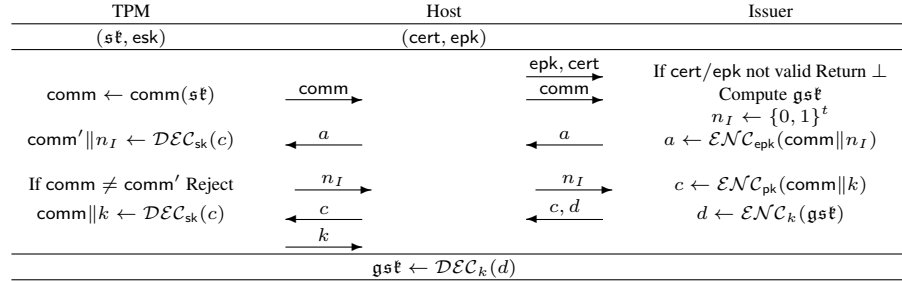 TPM Host Issuer
(𝔰𝔨, esk) (cert, epk)
epk, cert If cert/epk not valid Return ⊥
comm ← comm(𝔰𝔨) comm comm Compute 𝔤𝔰𝔨
n_I ← {0, 1}^t
comm′‖n_I ← 𝒟ℰ𝒞_sk(c) a a a ← ℰ𝒩𝒞_epk(comm‖n_I)
If comm ≠ comm′ Reject n_I n_I c ← ℰ𝒩𝒞_pk(comm‖k)
comm‖k ← 𝒟ℰ𝒞_sk(c) c c, d d ← ℰ𝒩𝒞_k(𝔤𝔰𝔨)
k
𝔤𝔰𝔨 ← 𝒟ℰ𝒞_k(d)